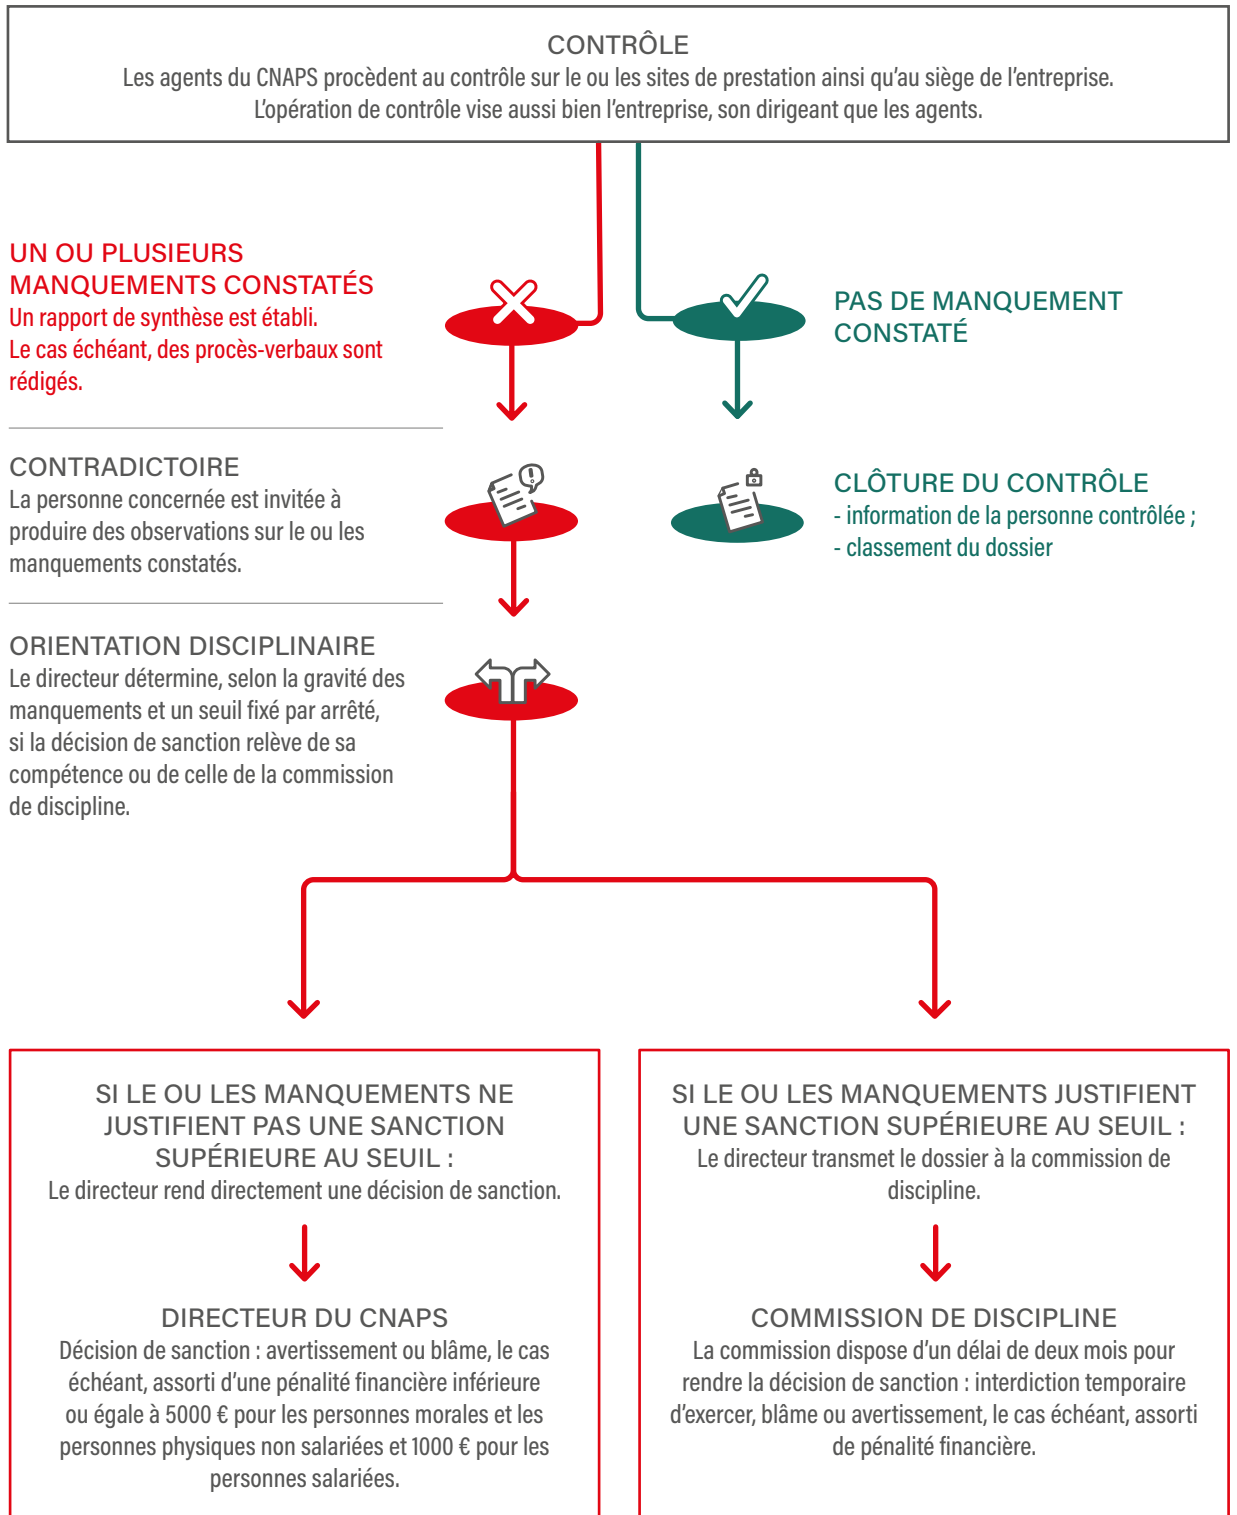 CONTRÔLE
Les agents du CNAPS procèdent au contrôle sur le ou les sites de prestation ainsi qu'au siège de l'entreprise.
L'opération de contrôle vise aussi bien l'entreprise, son dirigeant que les agents.
UN OU PLUSIEURS
MANQUEMENTS CONSTATÉS
Un rapport de synthèse est établi.
Le cas échéant, des procès-verbaux sont
rédigés.
PAS DE MANQUEMENT
CONSTATÉ
CONTRADICTOIRE
La personne concernée est invitée à
produire des observations sur le ou les
manquements constatés.
CLÔTURE DU CONTRÔLE
- information de la personne contrôlée ;
- classement du dossier
ORIENTATION DISCIPLINAIRE
Le directeur détermine, selon la gravité des
manquements et un seuil fixé par arrêté,
si la décision de sanction relève de sa
compétence ou de celle de la commission
de discipline.
SI LE OU LES MANQUEMENTS NE
JUSTIFIENT PAS UNE SANCTION
SUPÉRIEURE AU SEUIL :
Le directeur rend directement une décision de sanction.
DIRECTEUR DU CNAPS
Décision de sanction : avertissement ou blâme, le cas
échéant, assorti d'une pénalité financière inférieure
ou égale à 5000 € pour les personnes morales et les
personnes physiques non salariées et 1000 € pour les
personnes salariées.
SI LE OU LES MANQUEMENTS JUSTIFIENT
UNE SANCTION SUPÉRIEURE AU SEUIL :
Le directeur transmet le dossier à la commission de
discipline.
COMMISSION DE DISCIPLINE
La commission dispose d'un délai de deux mois pour
rendre la décision de sanction : interdiction temporaire
d'exercer, blâme ou avertissement, le cas échéant, assorti
de pénalité financière.